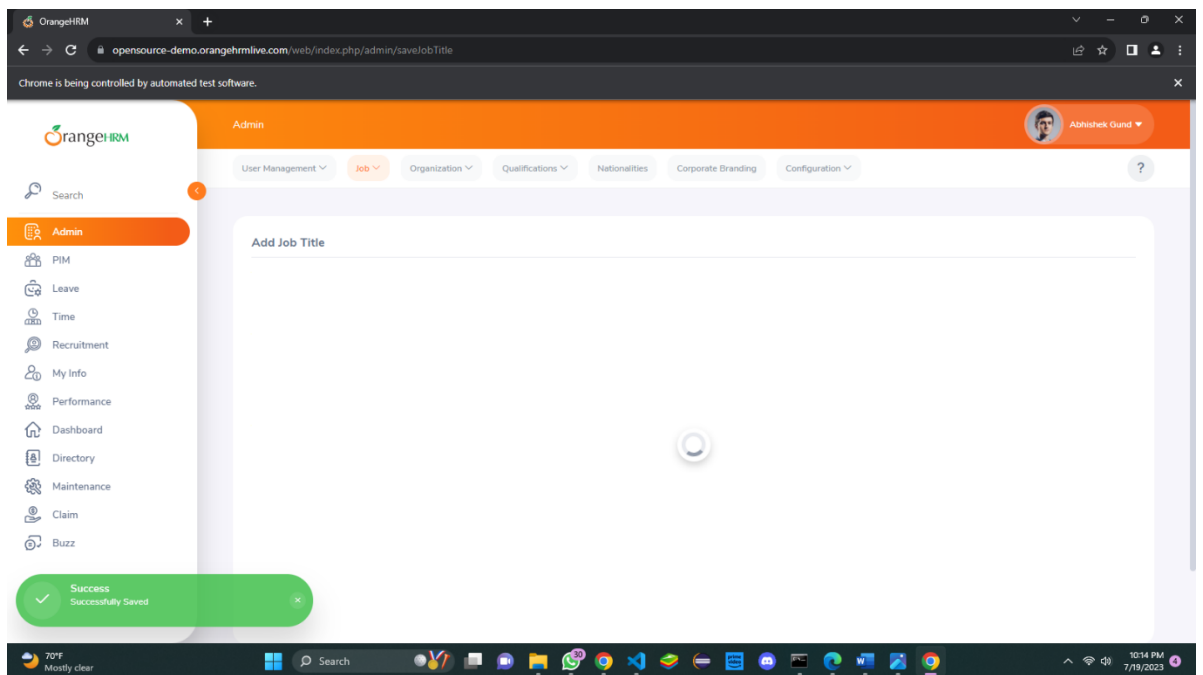 OrangeHRM
opensource-demo.orangehrmlive.com/web/index.php/admin/saveJobTitle
Chrome is being controlled by automated test software.
OrangeHRM
Admin
Abhishek Gund
User Management Job Organization Qualifications Nationalities Corporate Branding Configuration ?
Search
Admin
PIM
Leave
Time
Recruitment
My Info
Performance
Dashboard
Directory
Maintenance
Claim
Buzz
Add Job Title
Success
Successfully Saved
70°F
Mostly clear
Search
30
10:14 PM
7/19/2023
4